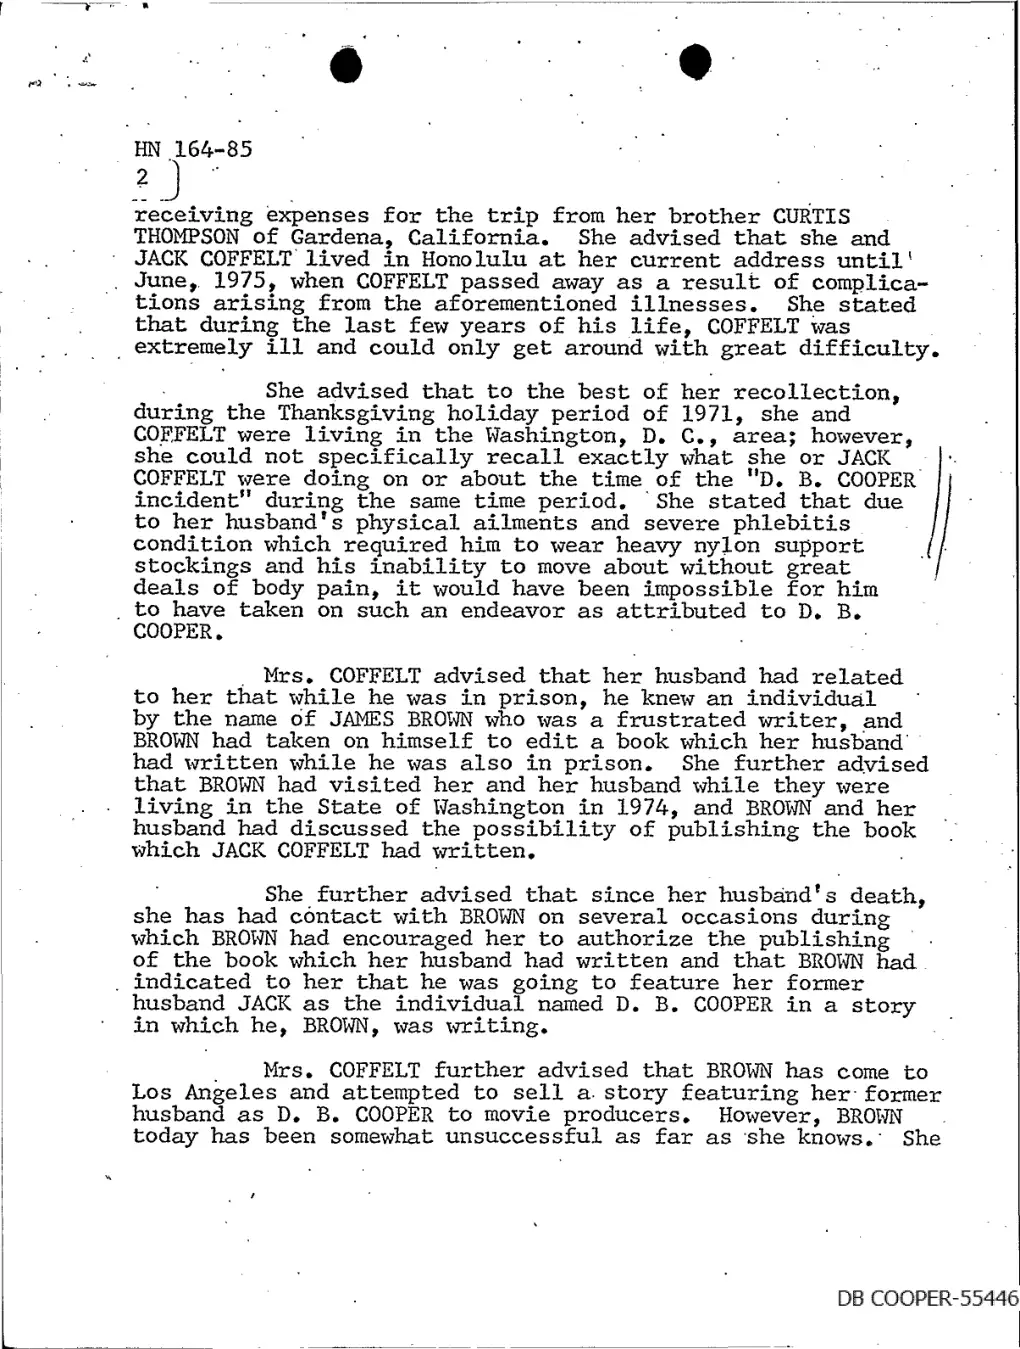 HN 164-85
2
receiving expenses for the trip from her brother CURTIS
THOMPSON of Gardena, California. She advised that she and
JACK COFFELT lived in Honolulu at her current address until
June, 1975, when COFFELT passed away as a result of complica-
tions arising from the aforementioned illnesses. She stated
that during the last few years of his life, COFFELT was
extremely ill and could only get around with great difficulty.
She advised that to the best of her recollection,
during the Thanksgiving holiday period of 1971, she and
COFFELT were living in the Washington, D. C., area; however,
she could not specifically recall exactly what she or JACK
COFFELT were doing on or about the time of the "D. B. COOPER
incident" during the same time period. She stated that due
to her husband's physical ailments and severe phlebitis
condition which required him to wear heavy nylon support
stockings and his inability to move about without great
deals of body pain, it would have been impossible for him
to have taken on such an endeavor as attributed to D. B.
COOPER.
Mrs. COFFELT advised that her husband had related
to her that while he was in prison, he knew an individual
by the name of JAMES BROWN who was a frustrated writer, and
BROWN had taken on himself to edit a book which her husband
had written while he was also in prison. She further advised
that BROWN had visited her and her husband while they were
living in the State of Washington in 1974, and BROWN and her
husband had discussed the possibility of publishing the book
which JACK COFFELT had written.
She further advised that since her husband's death,
she has had contact with BROWN on several occasions during
which BROWN had encouraged her to authorize the publishing
of the book which her husband had written and that BROWN had
indicated to her that he was going to feature her former
husband JACK as the individual named D. B. COOPER in a story
in which he, BROWN, was writing.
Mrs. COFFELT further advised that BROWN has come to
Los Angeles and attempted to sell a story featuring her former
husband as D. B. COOPER to movie producers. However, BROWN
today has been somewhat unsuccessful as far as she knows. She
DB COOPER-55446